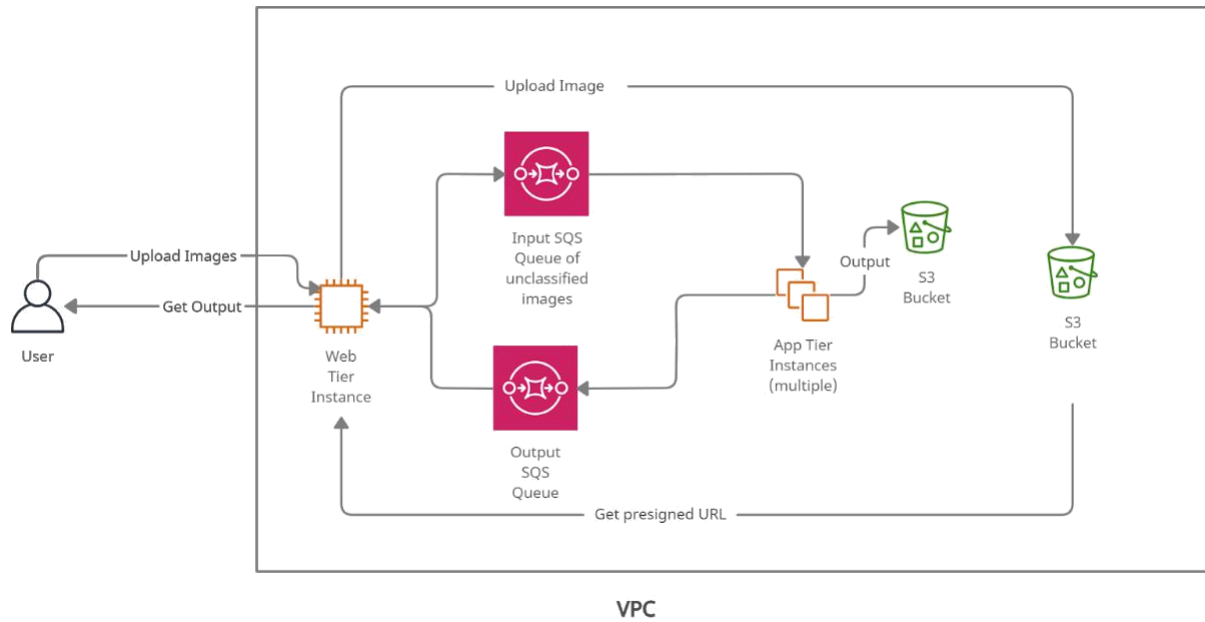 Upload Image
Input SQS
Queue of
unclassified
images
Upload Images
Get Output
User
Web
Tier
Instance
Output
S3
Bucket
S3
Bucket
App Tier
Instances
(multiple)
Output
SQS
Queue
Get presigned URL
VPC